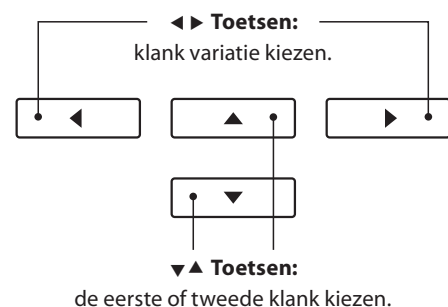 ◀ ▶ Toetsen:
klank variatie kiezen.
◀ ▲ ▶
▼
▼▲ Toetsen:
de eerste of tweede klank kiezen.